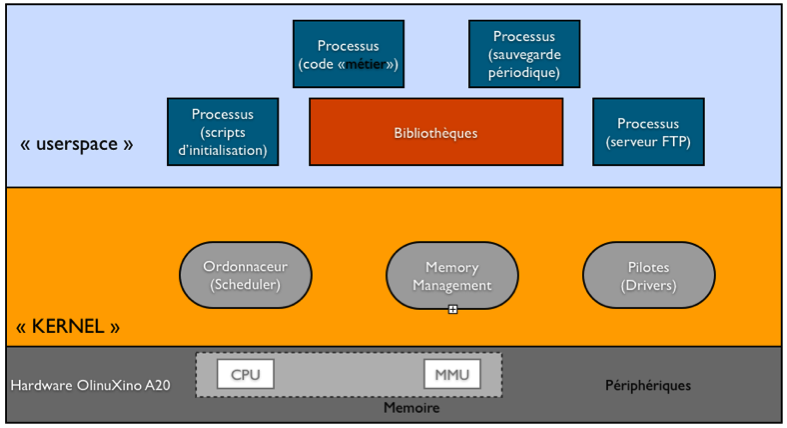 Processus
(code «métier»)
Processus
(sauvegarde
périodique)
Processus
(scripts
d'initialisation)
Bibliothèques
Processus
(serveur FTP)
« userspace »
Ordonnaceur
(Scheduler)
Memory
Management
Pilotes
(Drivers)
« KERNEL »
Hardware OlinuXino A20
CPU
MMU
Périphériques
Memoire